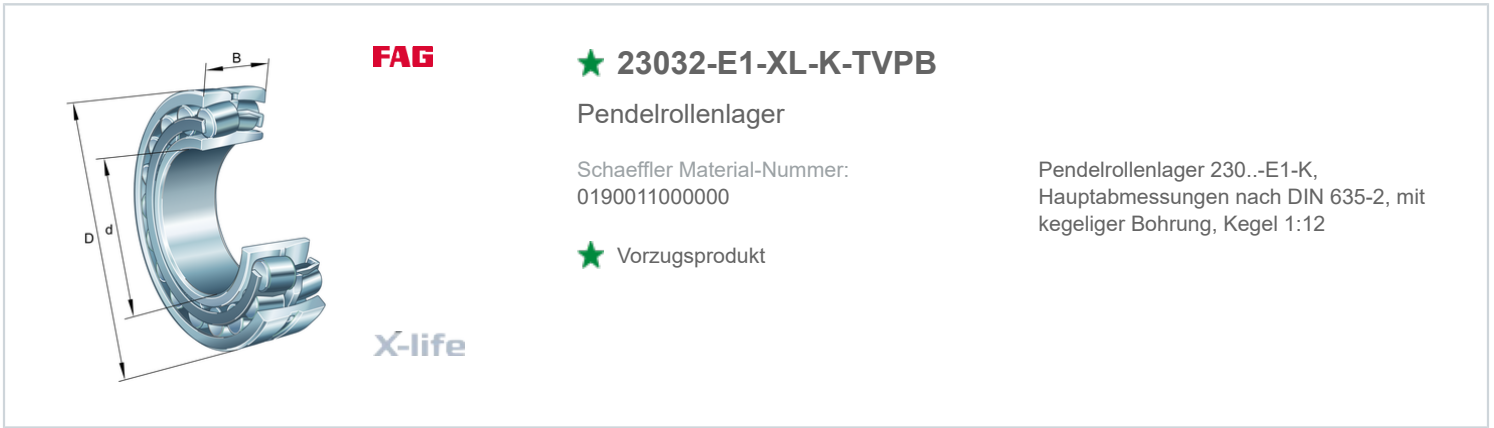 B
D
d
FAG
X-life
23032-E1-XL-K-TVPB
Pendelrollenlager
Schaeffler Material-Nummer:
0190011000000
Vorzugsprodukt
Pendelrollenlager 230..-E1-K,
Hauptabmessungen nach DIN 635-2, mit
kegeliger Bohrung, Kegel 1:12